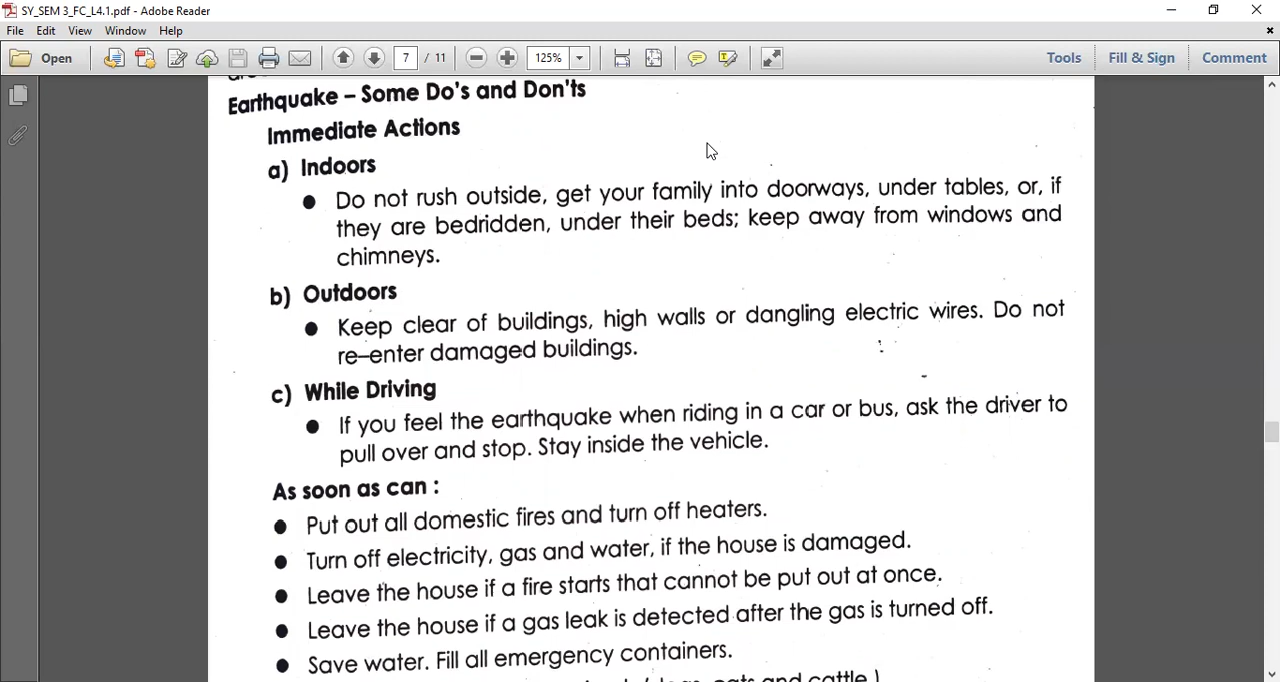 SY_SEM 3_FC_L4.1.pdf - Adobe Reader
File Edit View Window Help
Open 7 / 11 125% Tools Fill & Sign Comment
Earthquake – Some Do's and Don'ts
Immediate Actions
a) Indoors
● Do not rush outside, get your family into doorways, under tables, or, if
they are bedridden, under their beds; keep away from windows and
chimneys.
b) Outdoors
● Keep clear of buildings, high walls or dangling electric wires. Do not
re–enter damaged buildings.
c) While Driving
● If you feel the earthquake when riding in a car or bus, ask the driver to
pull over and stop. Stay inside the vehicle.
As soon as can :
● Put out all domestic fires and turn off heaters.
● Turn off electricity, gas and water, if the house is damaged.
● Leave the house if a fire starts that cannot be put out at once.
● Leave the house if a gas leak is detected after the gas is turned off.
● Save water. Fill all emergency containers.
cats and cattle )